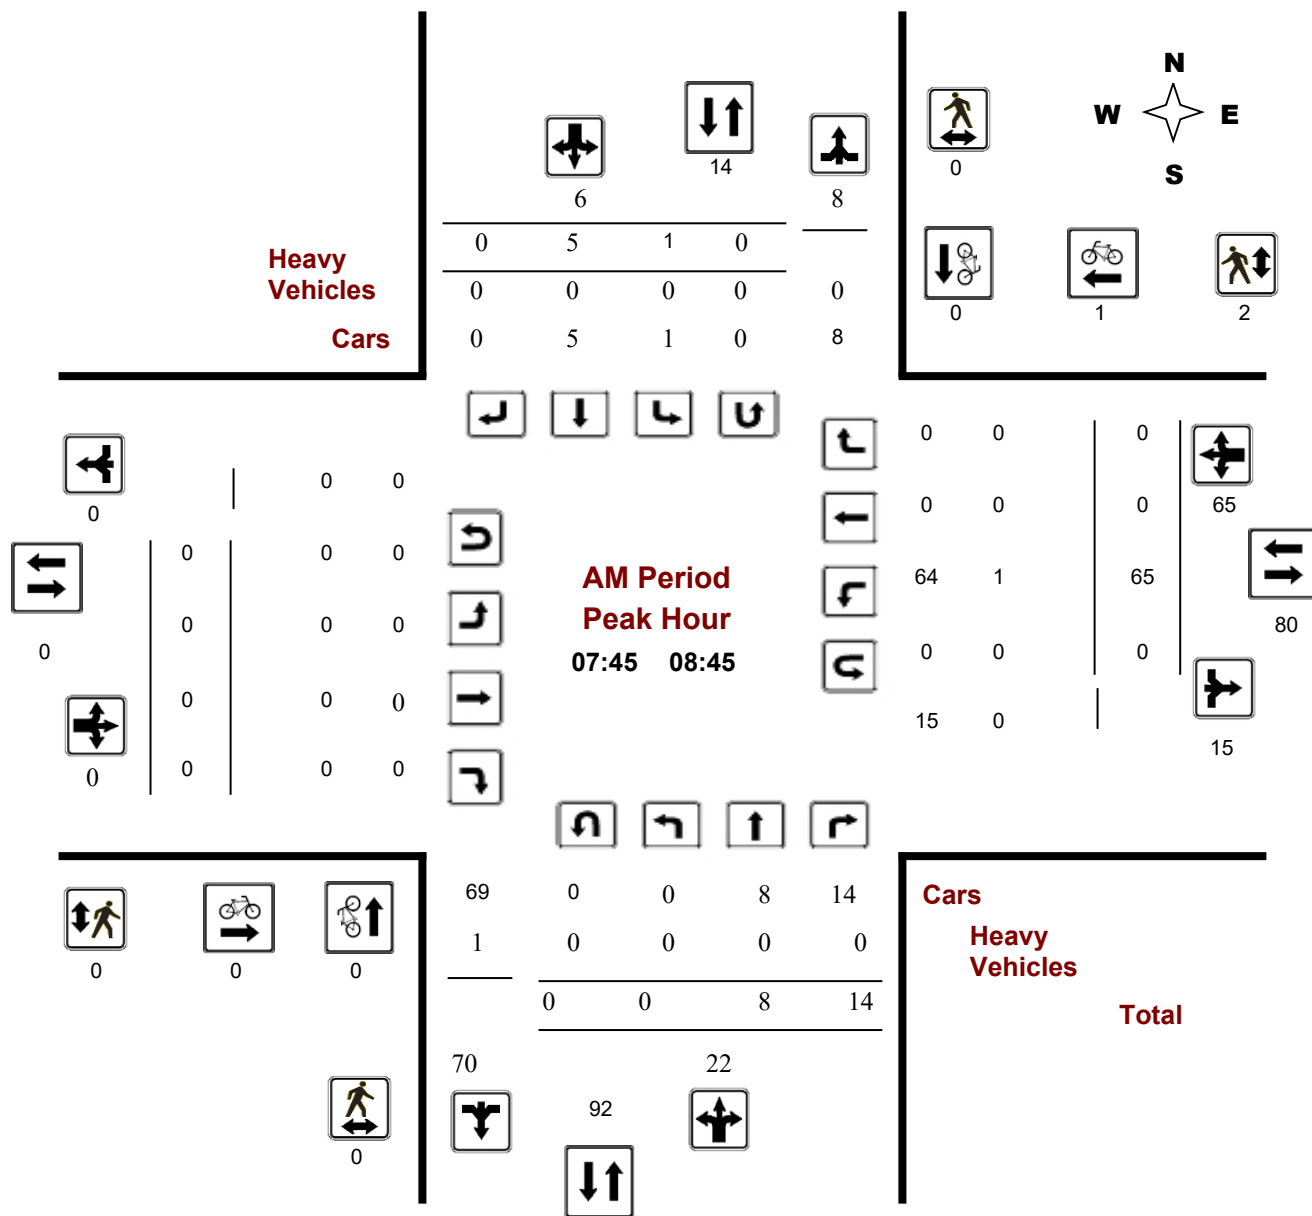 N
W E
S
14
0
6 8
0 5 1 0
Heavy
Vehicles
0 0 0 0 0
0 1 2
Cars
0 5 1 0 8
0 0 0
0 0
0
0 0 0
65
0 0 0
AM Period
64 1 65
Peak Hour
0 0 0
80
0
07:45 08:45
0 0 0
0 0 0
15 0
15
0
0 0 0
69 0 0 8 14
Cars
1 0 0 0 0
Heavy
Vehicles
0 0 0
0 0 8 14
Total
70 22
92
0